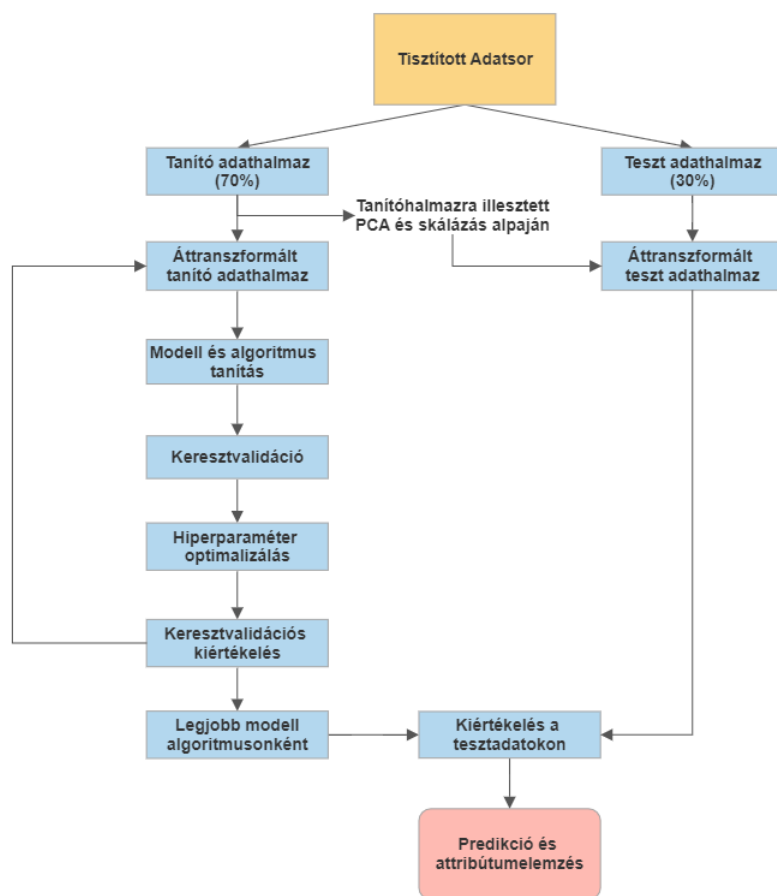 Tisztított Adatsor
Tanító adathalmaz
(70%)
Teszt adathalmaz
(30%)
Tanítóhalmazra illesztett
PCA és skálázás alpaján
Áttranszformált
tanító adathalmaz
Áttranszformált
teszt adathalmaz
Modell és algoritmus
tanítás
Keresztvalidáció
Hiperparaméter
optimalizálás
Keresztvalidációs
kiértékelés
Legjobb modell
algoritmusonként
Kiértékelés a
tesztadatokon
Predikció és
attribútumelemzés